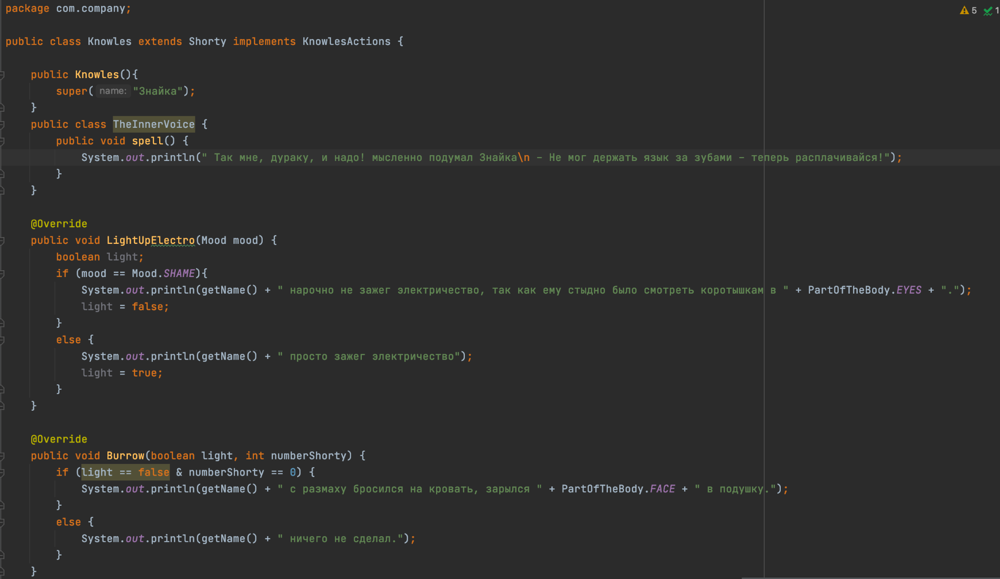 package com.company;
5 1
public class Knowles extends Shorty implements KnowlesActions {
public Knowles(){
super( name: "Знайка");
}
public class TheInnerVoice {
public void spell() {
System.out.println(" Так мне, дураку, и надо! мысленно подумал Знайка\n – Не мог держать язык за зубами – теперь расплачивайся!");
}
}
@Override
public void LightUpElectro(Mood mood) {
boolean light;
if (mood == Mood.SHAME){
System.out.println(getName() + " нарочно не зажег электричество, так как ему стыдно было смотреть коротышкам в " + PartOfTheBody.EYES + ".");
light = false;
}
else {
System.out.println(getName() + " просто зажег электричество");
light = true;
}
}
@Override
public void Burrow(boolean light, int numberShorty) {
if (light == false & numberShorty == 0) {
System.out.println(getName() + " с размаху бросился на кровать, зарылся " + PartOfTheBody.FACE + " в подушку.");
}
else {
System.out.println(getName() + " ничего не сделал.");
}
}